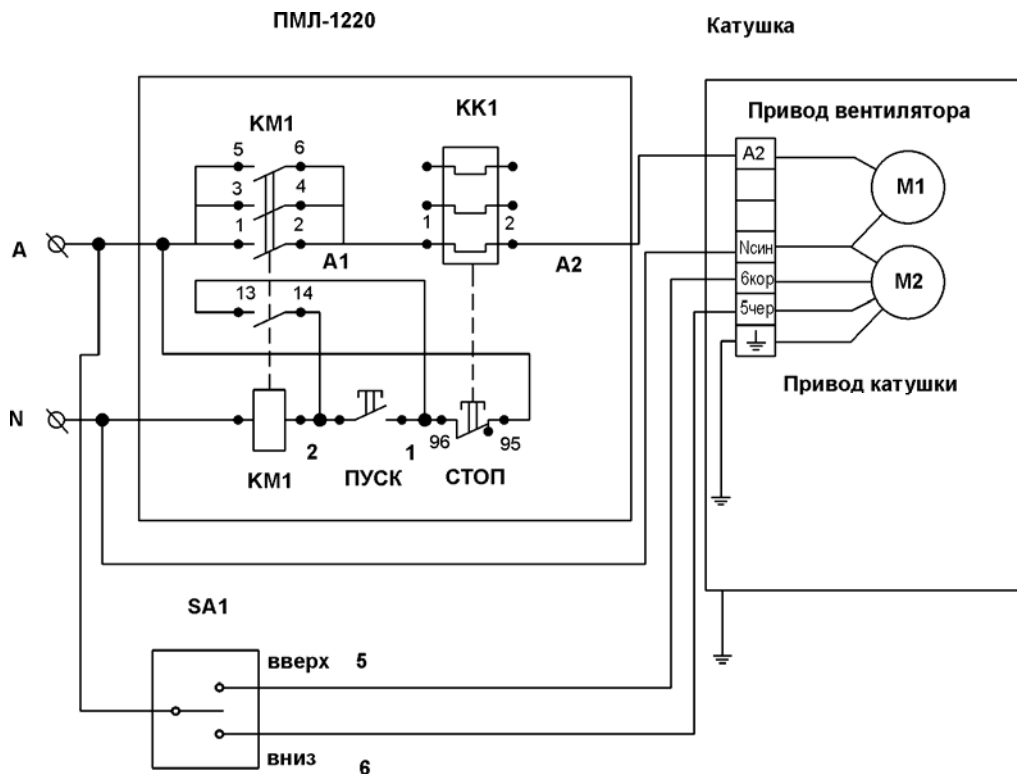 ПМЛ-1220
Катушка
KM1
KK1
Привод вентилятора
5 6
3 4
1 2
1 2
A2
M1
A
A1
A2
Nсин
6кор
5чер
M2
13 14
Привод катушки
N
2
1
96
95
KM1
ПУСК
СТОП
SA1
вверх 5
вниз 6